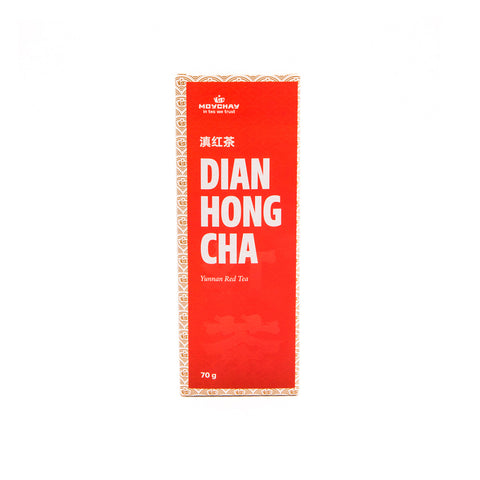 MOYCHAY
in tea we trust
滇红茶
DIAN
HONG
CHA
Yunnan Red Tea
70 g